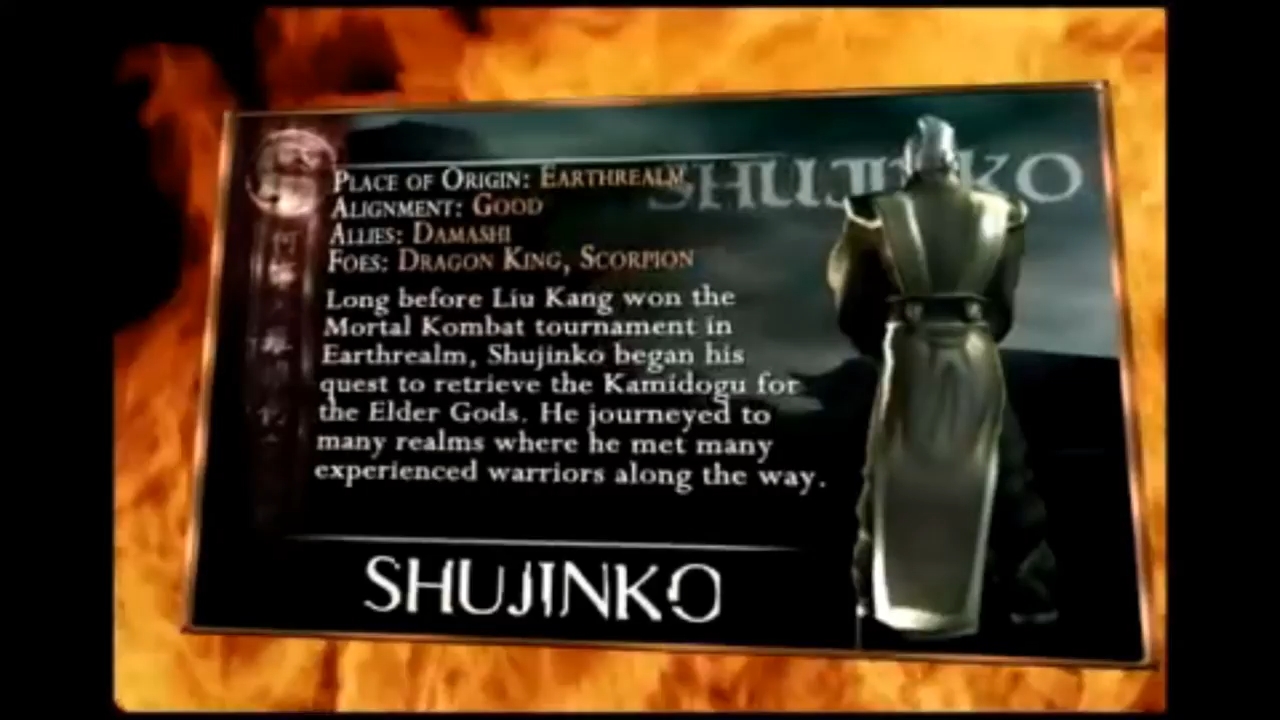 SHUJINKO
PLACE OF ORIGIN: EARTHREALM
ALIGNMENT: GOOD
ALLIES: DAMASHI
FOES: DRAGON KING, SCORPION
Long before Liu Kang won the
Mortal Kombat tournament in
Earthrealm, Shujinko began his
quest to retrieve the Kamidogu for
the Elder Gods. He journeyed to
many realms where he met many
experienced warriors along the way.
SHUJINKO